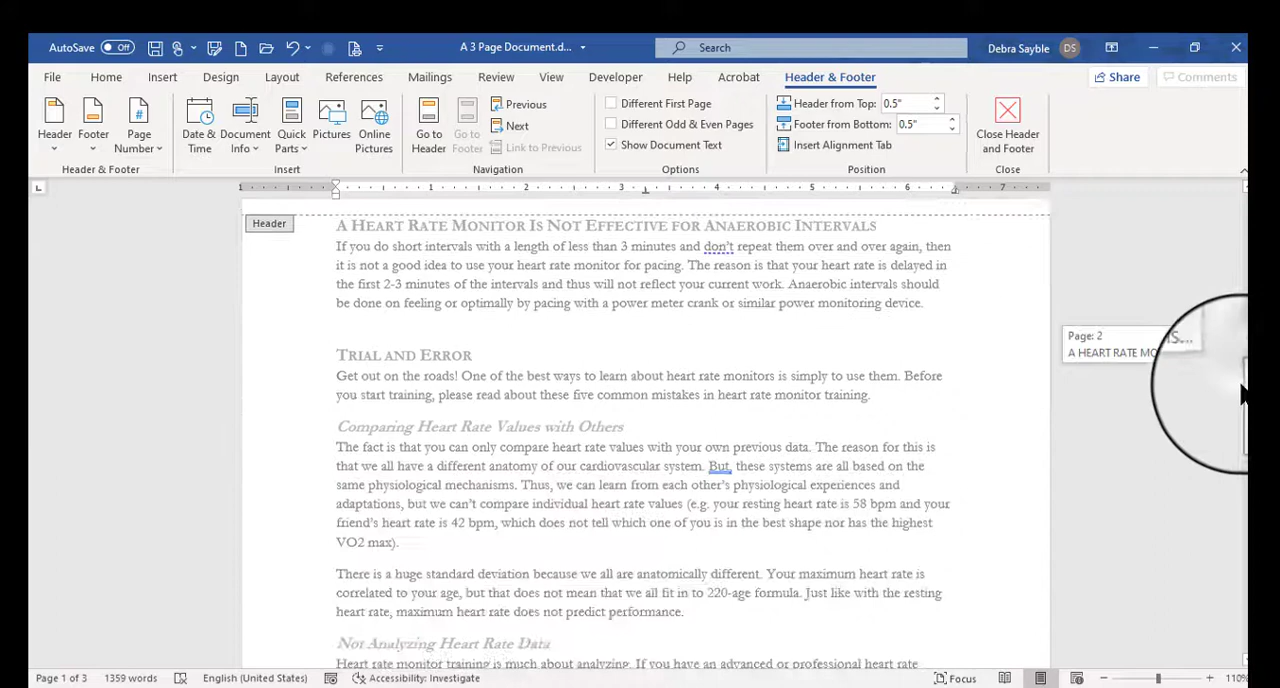 AutoSave Off
A 3 Page Document.d...
Search
Debra Sayble DS
File Home Insert Design Layout References Mailings Review View Developer Help Acrobat Header & Footer Share Comments
Header
Footer
Page Number
Header & Footer
Date & Time
Document Info
Quick Parts
Pictures
Online Pictures
Insert
Go to Header
Go to Footer
Previous
Next
Link to Previous
Navigation
Different First Page
Different Odd & Even Pages
Show Document Text
Options
Header from Top: 0.5"
Footer from Bottom: 0.5"
Insert Alignment Tab
Position
Close Header and Footer
Close
1 1 2 3 4 5 6 7
Header
A HEART RATE MONITOR IS NOT EFFECTIVE FOR ANAEROBIC INTERVALS
If you do short intervals with a length of less than 3 minutes and don't repeat them over and over again, then
it is not a good idea to use your heart rate monitor for pacing. The reason is that your heart rate is delayed in
the first 2-3 minutes of the intervals and thus will not reflect your current work. Anaerobic intervals should
be done on feeling or optimally by pacing with a power meter crank or similar power monitoring device.
Page: 2
A HEART RATE MO
TRIAL AND ERROR
Get out on the roads! One of the best ways to learn about heart rate monitors is simply to use them. Before
you start training, please read about these five common mistakes in heart rate monitor training.
Comparing Heart Rate Values with Others
The fact is that you can only compare heart rate values with your own previous data. The reason for this is
that we all have a different anatomy of our cardiovascular system. But, these systems are all based on the
same physiological mechanisms. Thus, we can learn from each other's physiological experiences and
adaptations, but we can't compare individual heart rate values (e.g. your resting heart rate is 58 bpm and your
friend's heart rate is 42 bpm, which does not tell which one of you is in the best shape nor has the highest
VO2 max).
There is a huge standard deviation because we all are anatomically different. Your maximum heart rate is
correlated to your age, but that does not mean that we all fit in to 220-age formula. Just like with the resting
heart rate, maximum heart rate does not predict performance.
Not Analyzing Heart Rate Data
Heart rate monitor training is much about analyzing. If you have an advanced or professional heart rate
Page 1 of 3 1359 words English (United States) Accessibility: Investigate Focus 110%